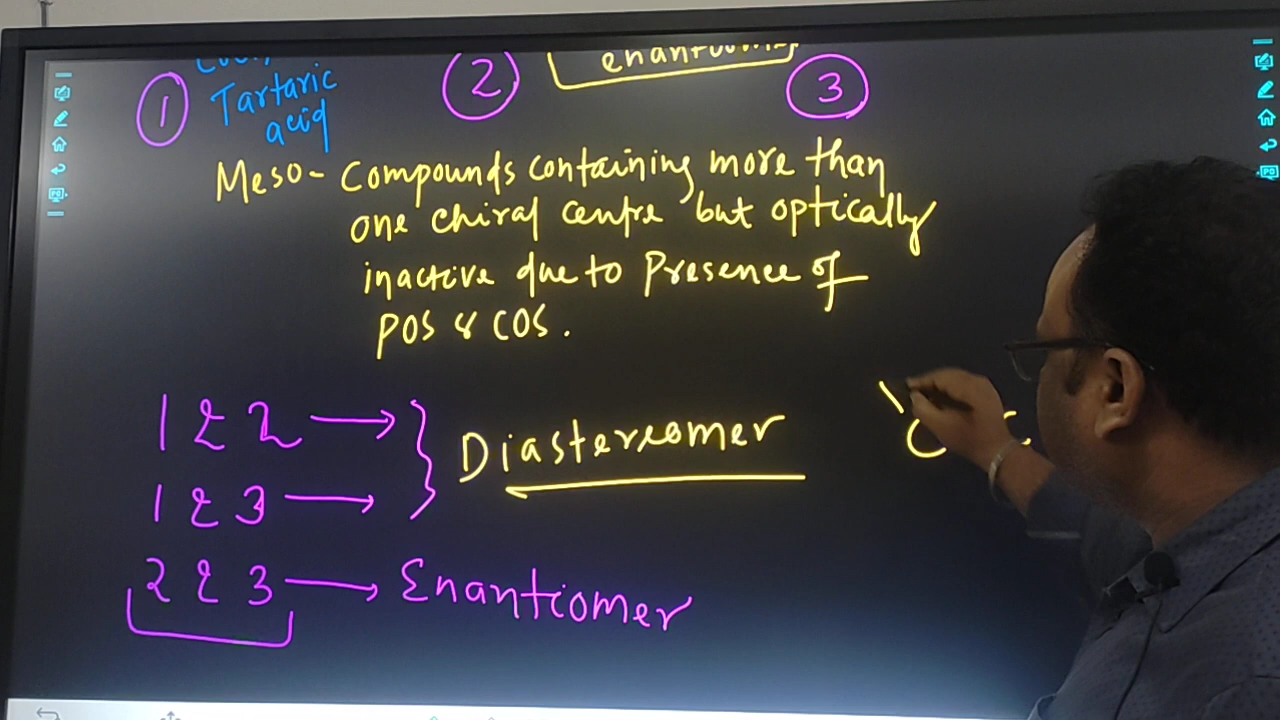 ① Tartaric acid
② enantiomer ③
Meso- Compounds containing more than
one chiral centre but optically
inactive due to Presence of
POS & COS.
1 & 2 →
Diastereomer
1 & 3 →
2 & 3 → Enantiomer
C C